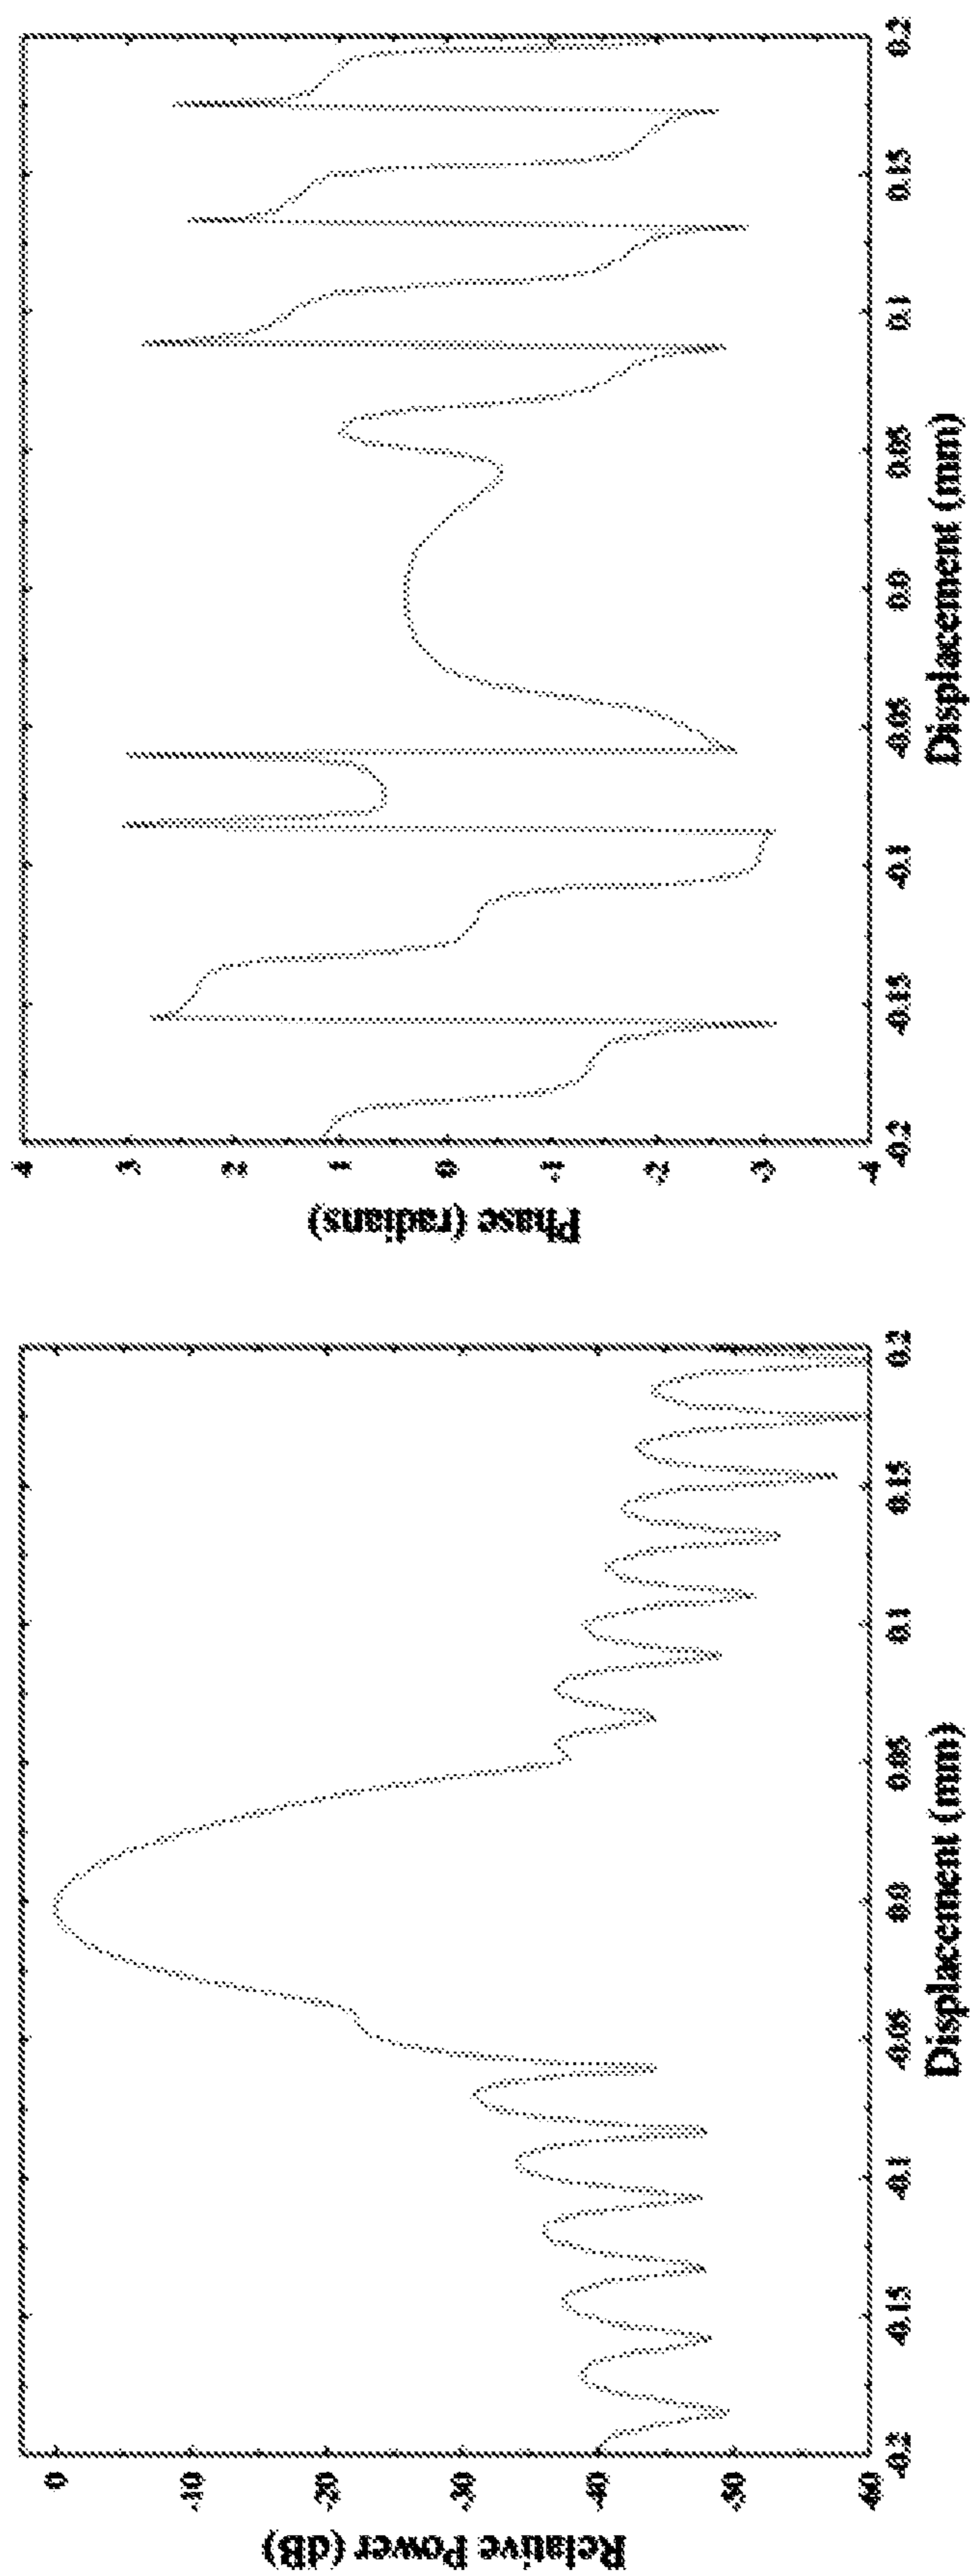 Relative Power (dB)
0
-10
-20
-30
-40
-50
-60
-0.2 -0.15 -0.1 -0.05 0.0 0.05 0.1 0.15 0.2
Displacement (mm)
Phase (radians)
4
3
2
1
0
-1
-2
-3
-4
-0.2 -0.15 -0.1 -0.05 0.0 0.05 0.1 0.15 0.2
Displacement (mm)